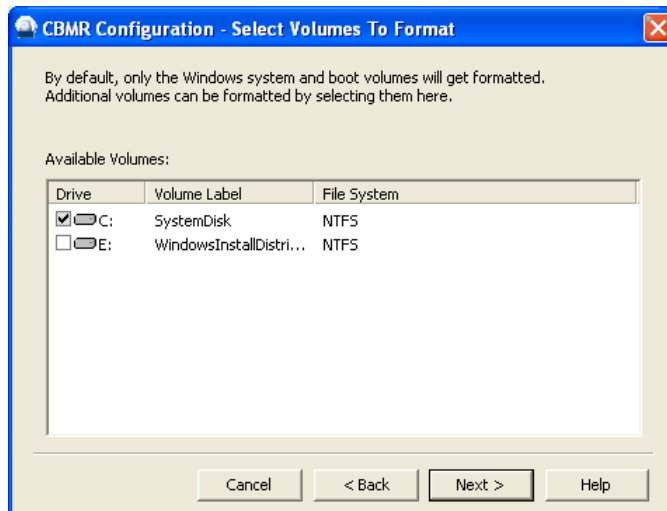 CBMR Configuration - Select Volumes To Format
By default, only the Windows system and boot volumes will get formatted.
Additional volumes can be formatted by selecting them here.
Available Volumes:
Drive Volume Label File System
C: SystemDisk NTFS
E: WindowsInstallDistri... NTFS
Cancel < Back Next > Help